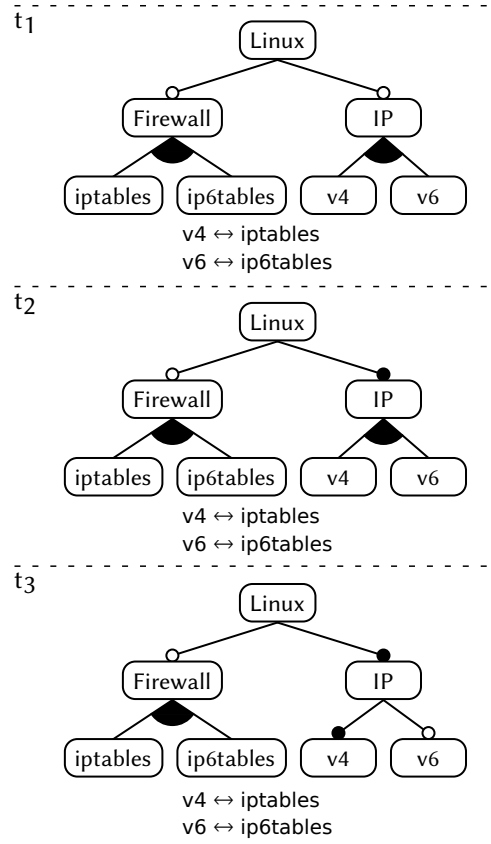 t1
Linux
Firewall IP
iptables ip6tables v4 v6
v4 ↔ iptables
v6 ↔ ip6tables
t2
Linux
Firewall IP
iptables ip6tables v4 v6
v4 ↔ iptables
v6 ↔ ip6tables
t3
Linux
Firewall IP
iptables ip6tables v4 v6
v4 ↔ iptables
v6 ↔ ip6tables